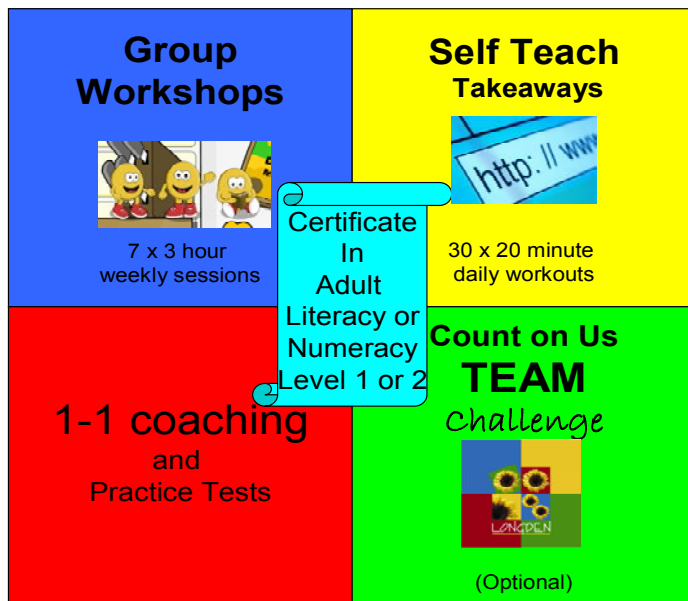 Group
Workshops
7 x 3 hour
weekly sessions
Self Teach
Takeaways
http: // www
30 x 20 minute
daily workouts
Certificate
In
Adult
Literacy or
Numeracy
Level 1 or 2
1-1 coaching
and
Practice Tests
Count on Us
TEAM
Challenge
LONGDEN
(Optional)